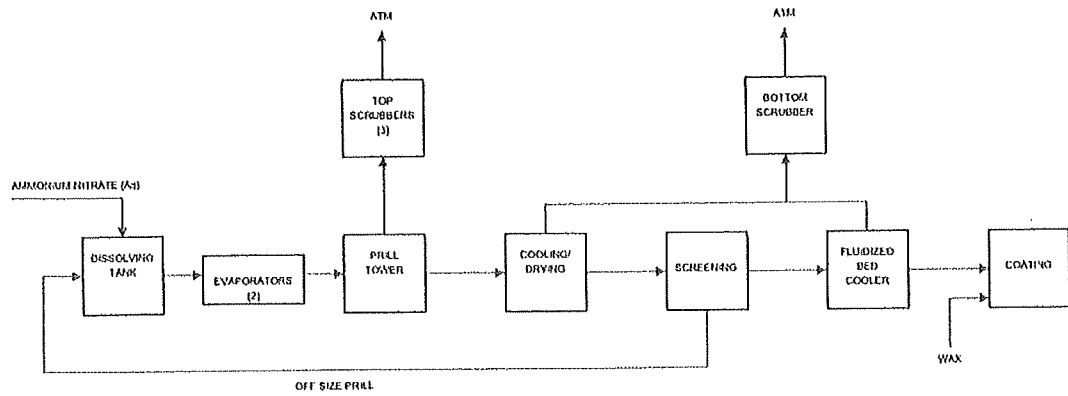 ATM
ATM
TOP
SCRUBBERS
(3)
BOTTOM
SCRUBBER
AMMONIUM NITRATE (A4)
DISSOLVING
TANK
EVAPORATORS
(2)
PRILL
TOWER
COOLING/
DRYING
SCREENING
FLUIDIZED
BED
COOLER
COATING
WAX
OFF SIZE PRILL